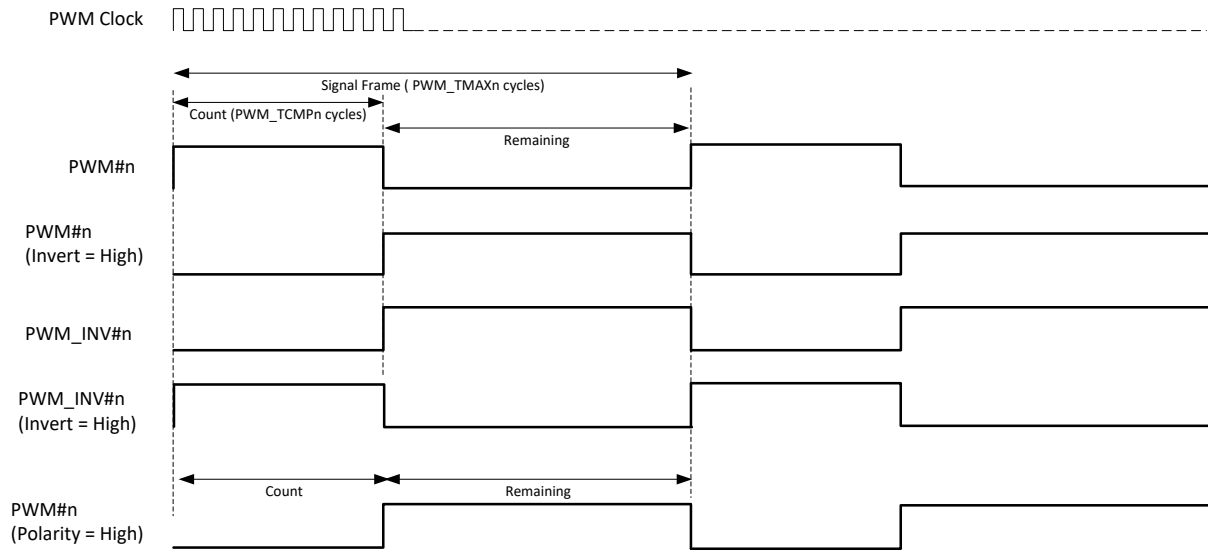 PWM Clock
Signal Frame ( PWM_TMAXn cycles)
Count (PWM_TCMPn cycles)
Remaining
PWM#n
PWM#n
(Invert = High)
PWM_INV#n
PWM_INV#n
(Invert = High)
Count
Remaining
PWM#n
(Polarity = High)